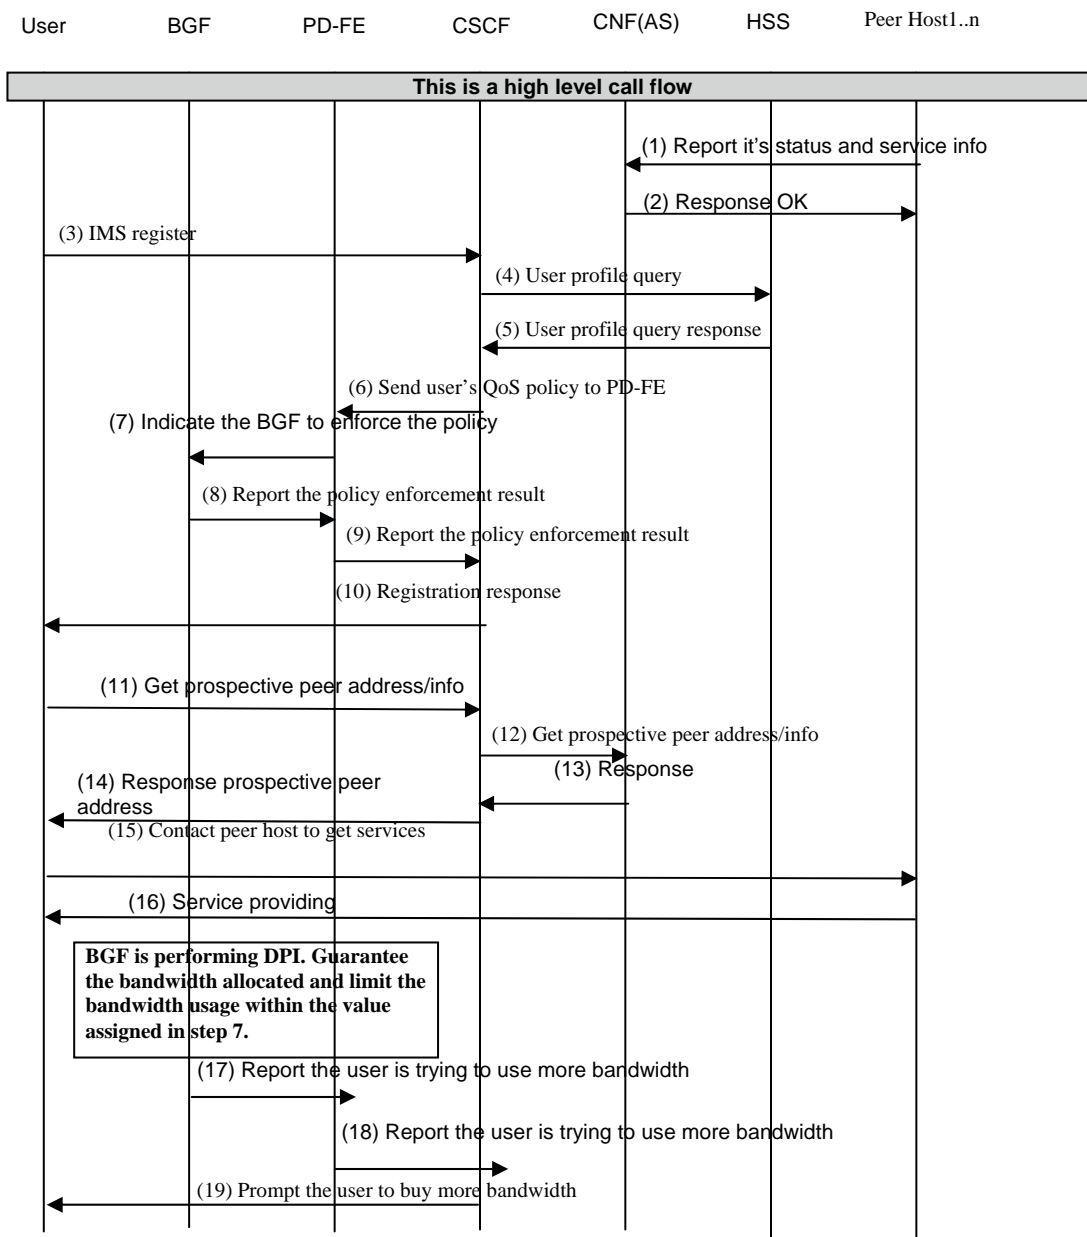 User BGF PD-FE CSCF CNF(AS) HSS Peer Host1..n
This is a high level call flow
(1) Report it's status and service info
(2) Response OK
(3) IMS register
(4) User profile query
(5) User profile query response
(6) Send user's QoS policy to PD-FE
(7) Indicate the BGF to enforce the policy
(8) Report the policy enforcement result
(9) Report the policy enforcement result
(10) Registration response
(11) Get prospective peer address/info
(12) Get prospective peer address/info
(13) Response
(14) Response prospective peer
address
(15) Contact peer host to get services
(16) Service providing
BGF is performing DPI. Guarantee
the bandwidth allocated and limit the
bandwidth usage within the value
assigned in step 7.
(17) Report the user is trying to use more bandwidth
(18) Report the user is trying to use more bandwidth
(19) Prompt the user to buy more bandwidth